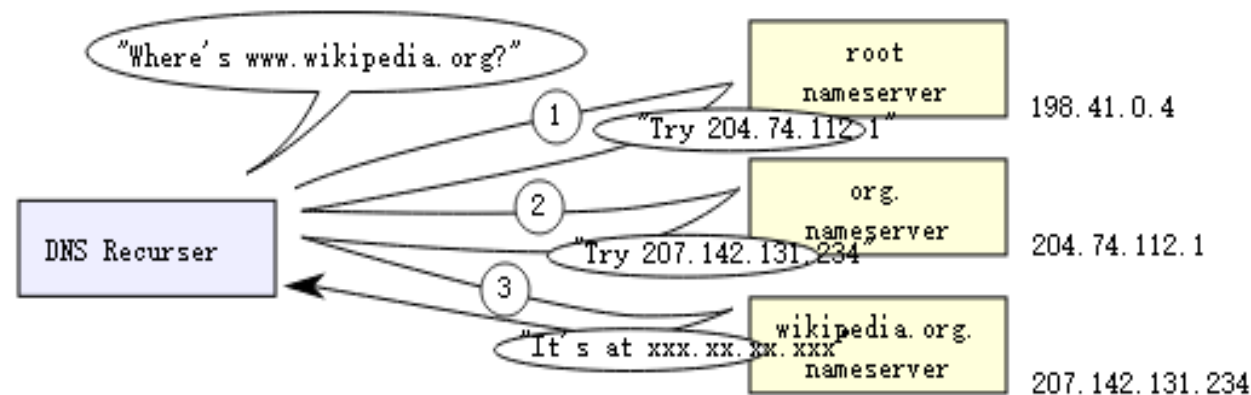 "Where's www.wikipedia.org?"
root
nameserver
198.41.0.4
1
"Try 204.74.112.1"
org.
nameserver
204.74.112.1
2
"Try 207.142.131.234"
DNS Recurser
3
wikipedia.org.
nameserver
207.142.131.234
"It's at xxx.xx.xx.xxx"